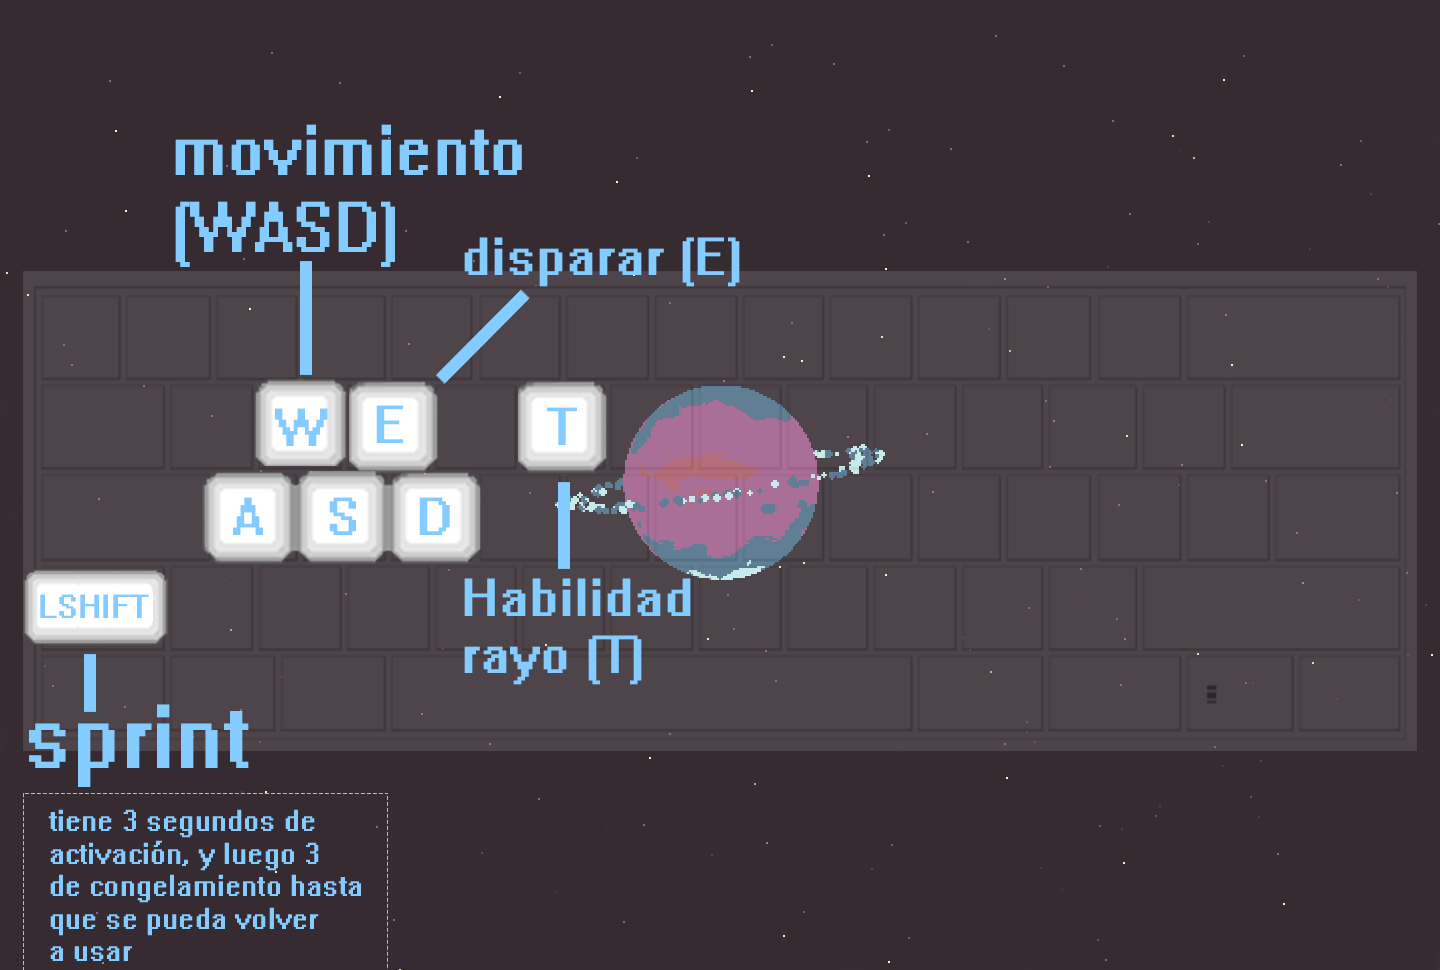 movimiento
(WASD)
disparar (E)
W E T
A S D
LSHIFT
Habilidad
rayo (T)
sprint
tiene 3 segundos de
activación, y luego 3
de congelamiento hasta
que se pueda volver
a usar